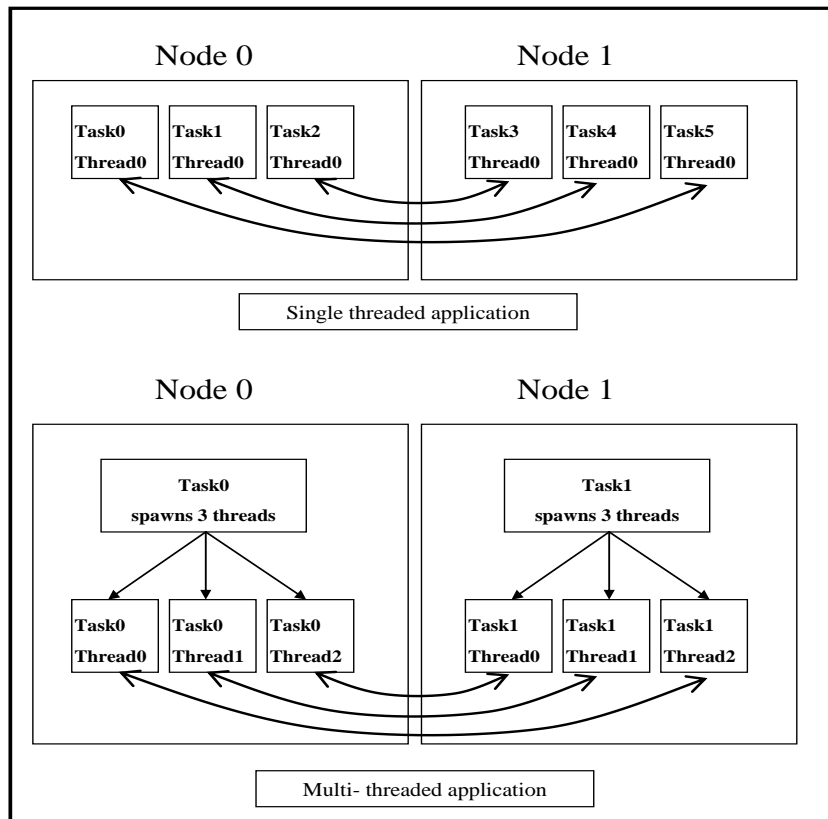 Node 0
Node 1
Task0
Thread0
Task1
Thread0
Task2
Thread0
Task3
Thread0
Task4
Thread0
Task5
Thread0
Single threaded application
Node 0
Node 1
Task0
spawns 3 threads
Task1
spawns 3 threads
Task0
Thread0
Task0
Thread1
Task0
Thread2
Task1
Thread0
Task1
Thread1
Task1
Thread2
Multi- threaded application